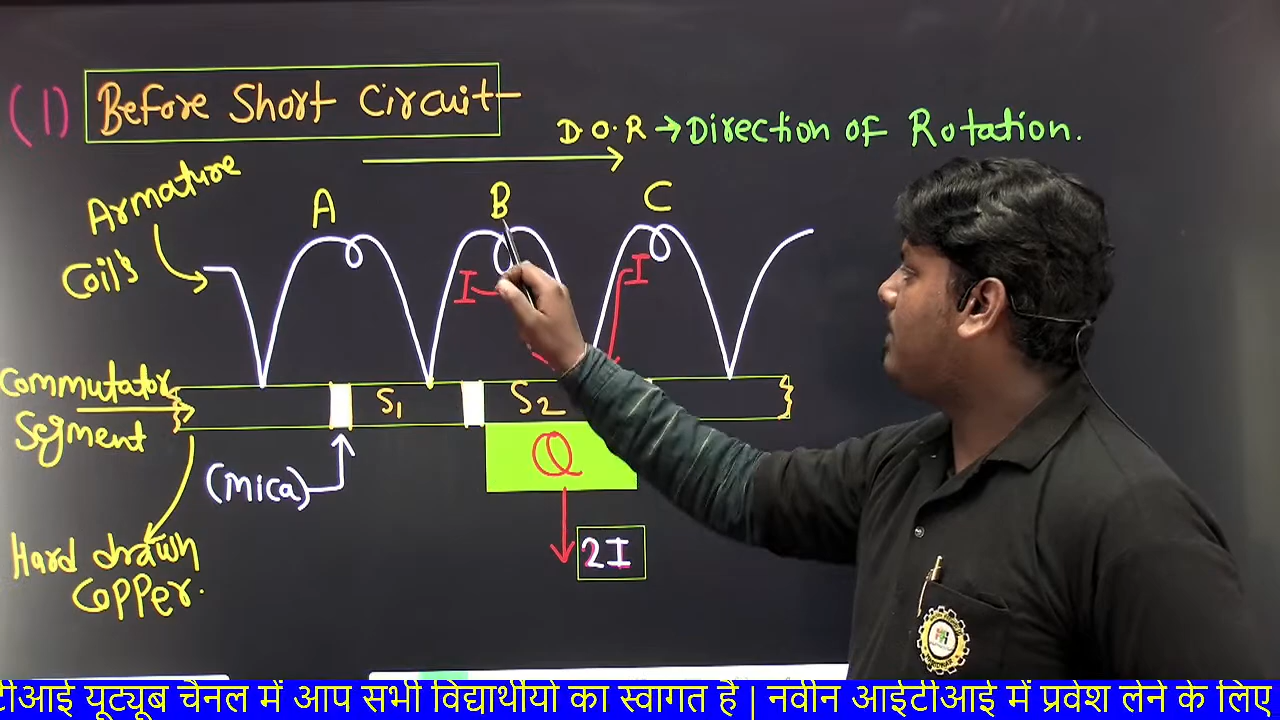 (1) Before Short Circuit
D.O.R → Direction of Rotation.
Armature
Coil's
A
B
C
I
I
Commutator
Segment
S1
S2
(Mica)
Q
2I
Hard drawn
Copper.
टीआई यूट्यूब चैनल में आप सभी विद्यार्थीयो का स्वागत है | नवीन आईटीआई में प्रवेश लेने के लिए